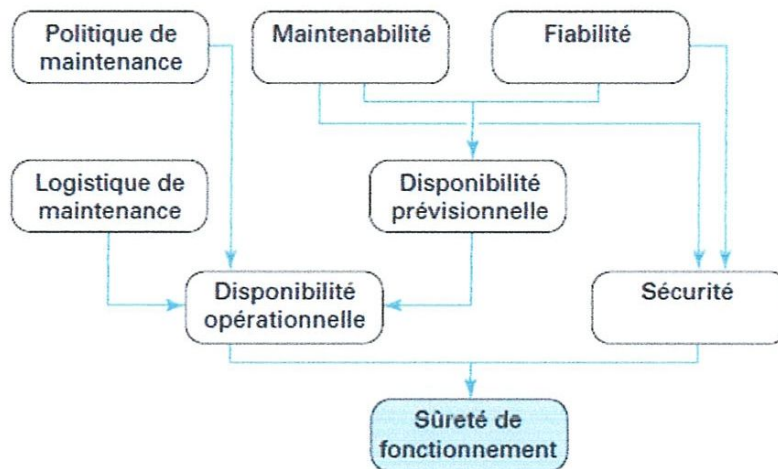 Politique de
maintenance
Maintenabilité
Fiabilité
Logistique de
maintenance
Disponibilité
prévisionnelle
Disponibilité
opérationnelle
Sécurité
Sûreté de
fonctionnement